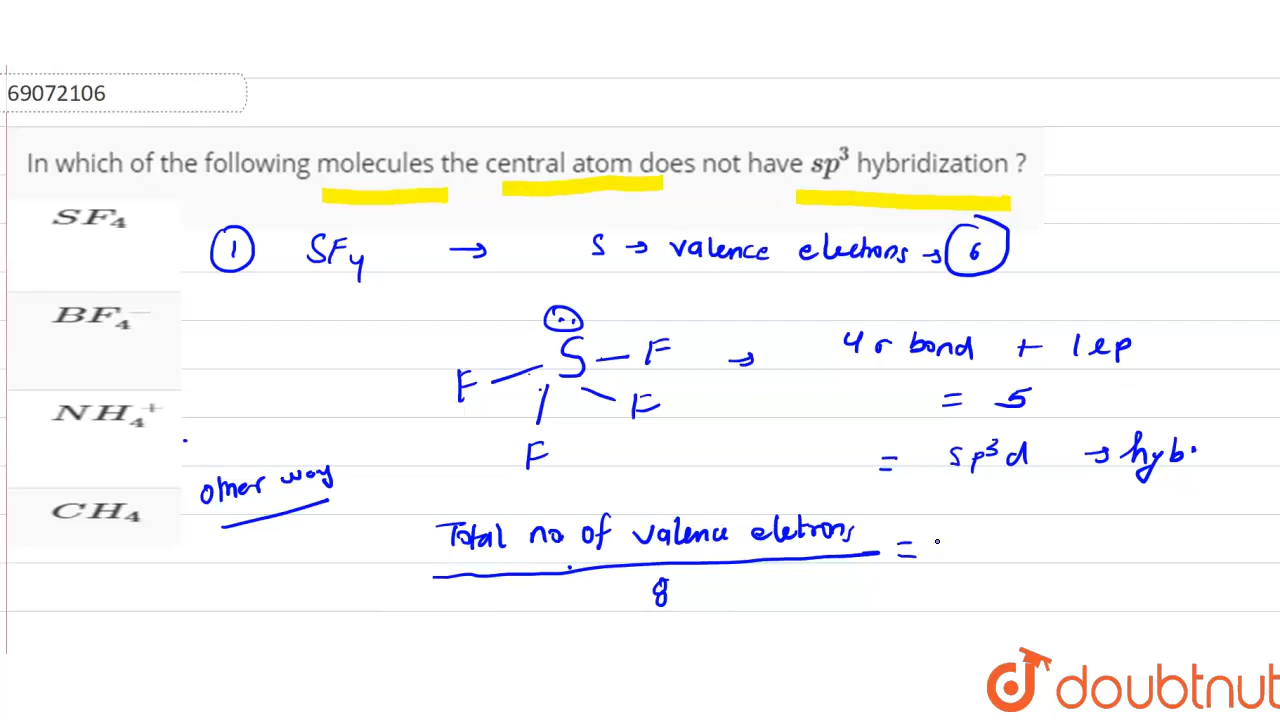 69072106
In which of the following molecules the central atom does not have sp³ hybridization ?
SF₄
① SF₄ → S → valence electrons → 6
BF₄⁻
S F
F F
F
→ 4 σ bond + 1 lp
= 5
= sp³d → hyb.
NH₄⁺
other way
CH₄
Total no of valence eletrons =
8
doubtnut